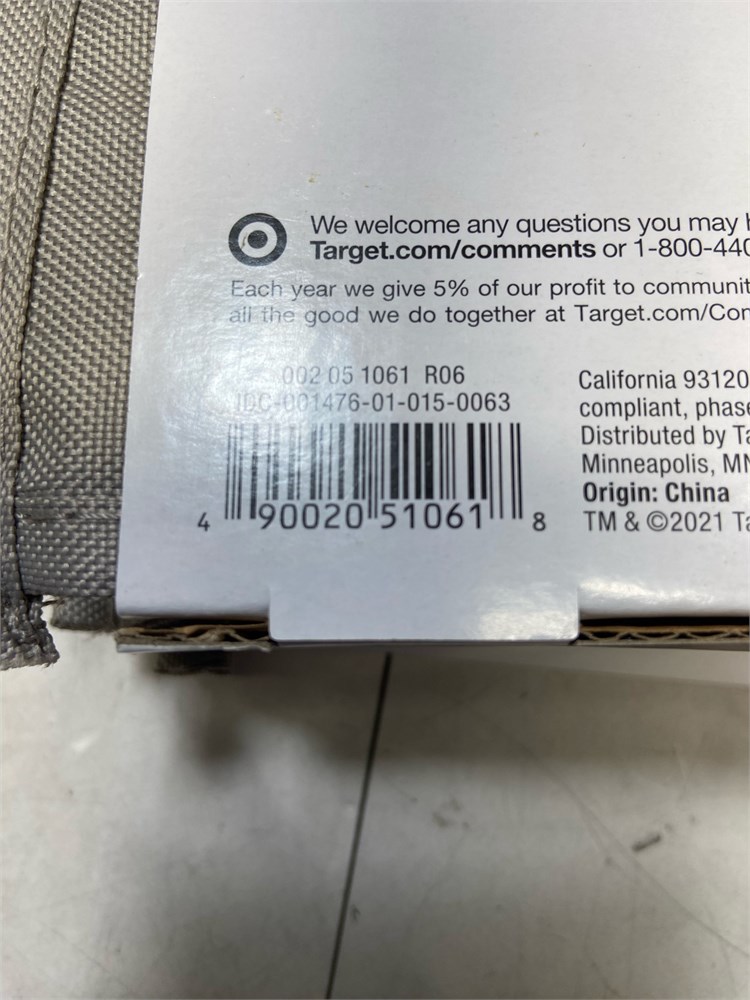 We welcome any questions you may
Target.com/comments or 1-800-440
Each year we give 5% of our profit to communit
all the good we do together at Target.com/Com
002 05 1061 R06
IDC-001476-01-015-0063
4 90020 51061 8
California 93120
compliant, phase
Distributed by Ta
Minneapolis, MN
Origin: China
TM & ©2021 Ta